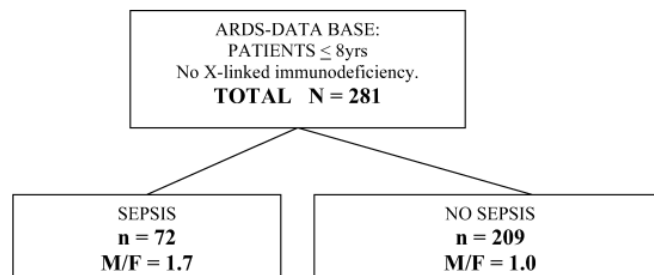 ARDS-DATA BASE:
PATIENTS ≤ 8yrs
No X-linked immunodeficiency.
TOTAL N = 281
SEPSIS
n = 72
M/F = 1.7
NO SEPSIS
n = 209
M/F = 1.0